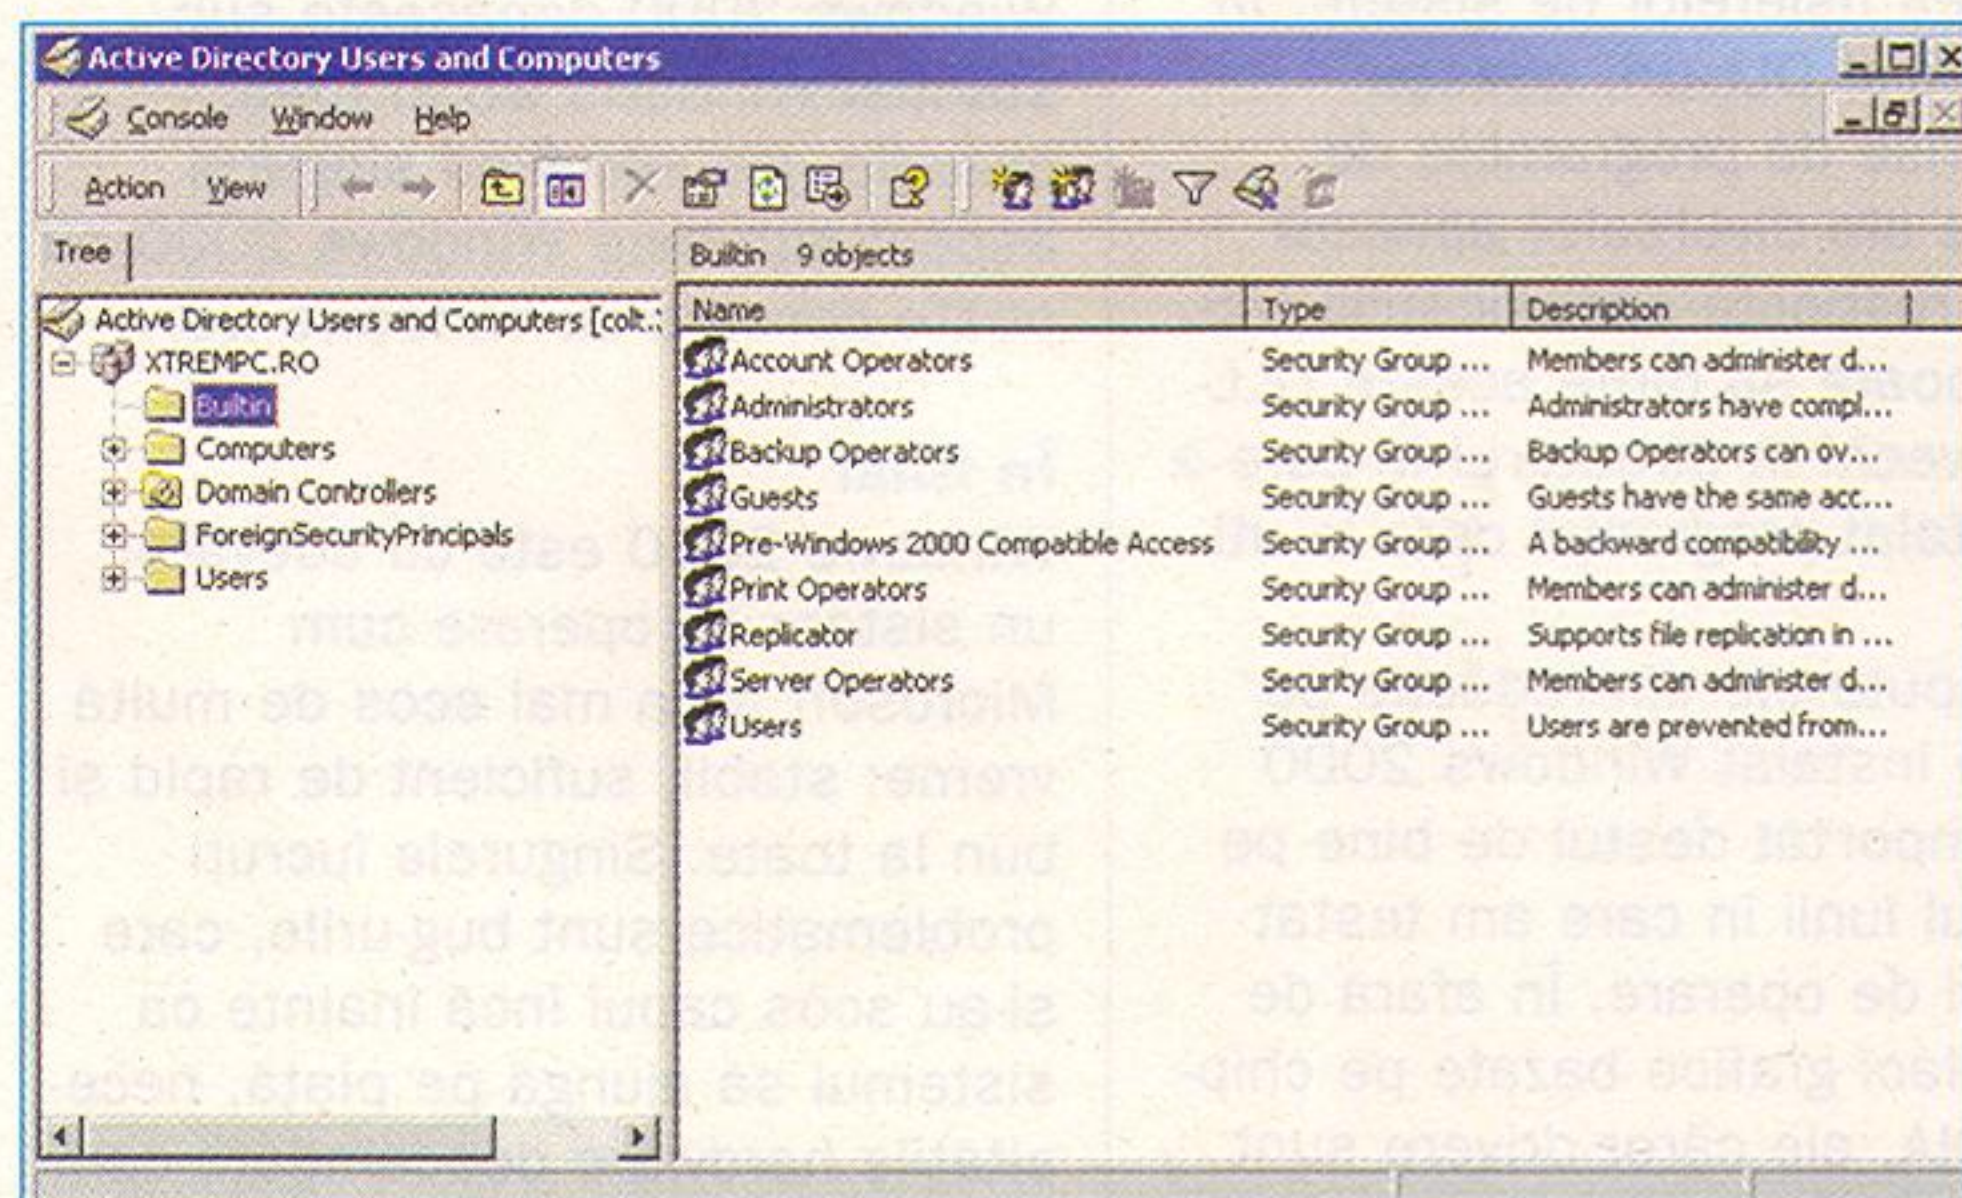 Active Directory Users and Computers
Console Window Help
Action View
Tree
Builtin 9 objects
Active Directory Users and Computers [colt.
XTREMPC.RO
Builtin
Computers
Domain Controllers
ForeignSecurityPrincipals
Users
Name Type Description
Account Operators Security Group ... Members can administer d...
Administrators Security Group ... Administrators have compl...
Backup Operators Security Group ... Backup Operators can ov...
Guests Security Group ... Guests have the same acc...
Pre-Windows 2000 Compatible Access Security Group ... A backward compatibility ...
Print Operators Security Group ... Members can administer d...
Replicator Security Group ... Supports file replication in ...
Server Operators Security Group ... Members can administer d...
Users Security Group ... Users are prevented from...